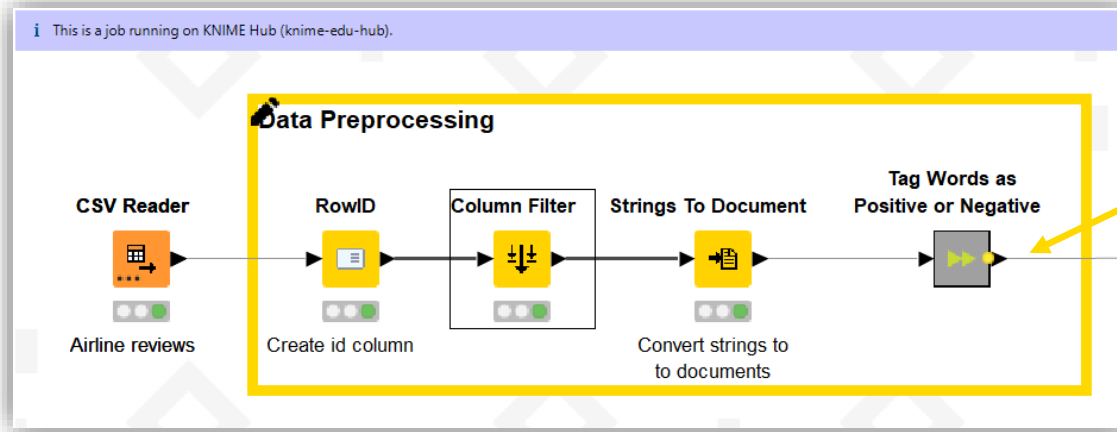 i This is a job running on KNIME Hub (knime-edu-hub).
Data Preprocessing
Tag Words as
Positive or Negative
CSV Reader
RowID
Column Filter
Strings To Document
Airline reviews
Create id column
Convert strings to
to documents